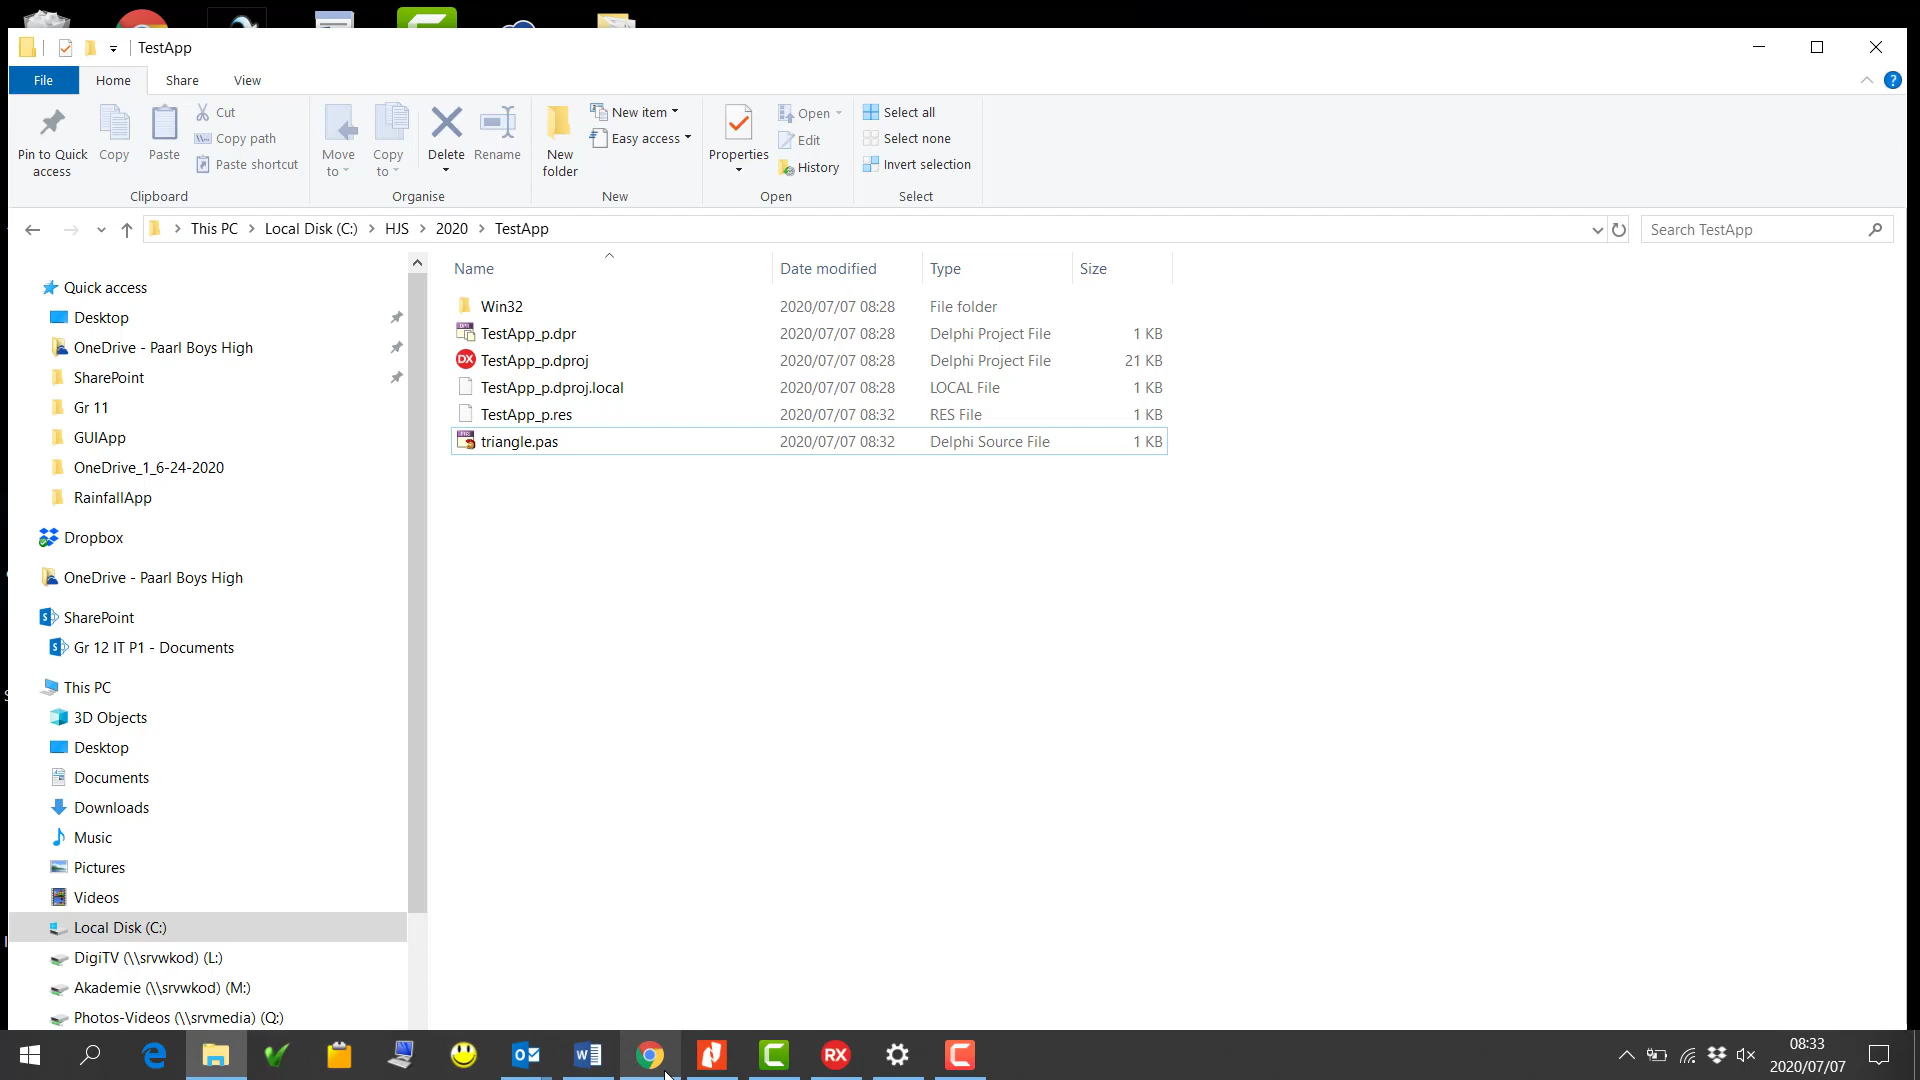 TestApp
File Home Share View
Pin to Quick access
Copy
Paste
Cut
Copy path
Paste shortcut
Clipboard
Move to
Copy to
Delete
Rename
Organise
New folder
New item
Easy access
New
Properties
Open
Edit
History
Open
Select all
Select none
Invert selection
Select
This PC > Local Disk (C:) > HJS > 2020 > TestApp
Search TestApp
Quick access
Desktop
OneDrive - Paarl Boys High
SharePoint
Gr 11
GUIApp
OneDrive_1_6-24-2020
RainfallApp
Dropbox
OneDrive - Paarl Boys High
SharePoint
Gr 12 IT P1 - Documents
This PC
3D Objects
Desktop
Documents
Downloads
Music
Pictures
Videos
Local Disk (C:)
DigiTV (\\srvwkod) (L:)
Akademie (\\srvwkod) (M:)
Photos-Videos (\\srvmedia) (Q:)
Name Date modified Type Size
Win32 2020/07/07 08:28 File folder
TestApp_p.dpr 2020/07/07 08:28 Delphi Project File 1 KB
TestApp_p.dproj 2020/07/07 08:28 Delphi Project File 21 KB
TestApp_p.dproj.local 2020/07/07 08:28 LOCAL File 1 KB
TestApp_p.res 2020/07/07 08:32 RES File 1 KB
triangle.pas 2020/07/07 08:32 Delphi Source File 1 KB
08:33
2020/07/07